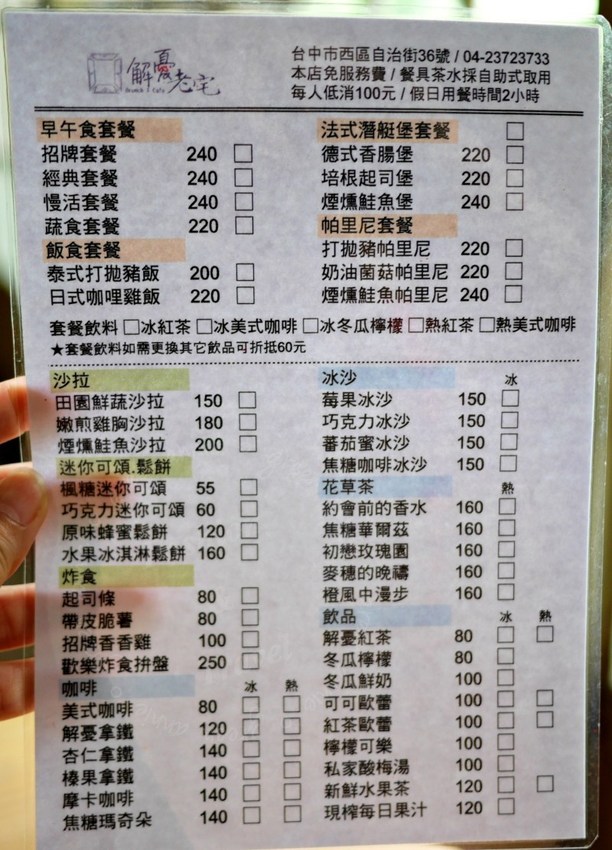 解憂老宅
Brunch & Cafe
台中市西區自治街36號 / 04-23723733
本店免服務費 / 餐具茶水採自助式取用
每人低消100元 / 假日用餐時間2小時
早午食套餐
招牌套餐 240 □
經典套餐 240 □
慢活套餐 240 □
蔬食套餐 220 □
飯食套餐
泰式打拋豬飯 200 □
日式咖哩雞飯 220 □
法式潛艇堡套餐 □
德式香腸堡 220 □
培根起司堡 220 □
煙燻鮭魚堡 240 □
帕里尼套餐
打拋豬帕里尼 220 □
奶油菌菇帕里尼 220 □
煙燻鮭魚帕里尼 240 □
套餐飲料 □冰紅茶 □冰美式咖啡 □冰冬瓜檸檬 □熱紅茶 □熱美式咖啡
★套餐飲料如需更換其它飲品可折抵60元
沙拉
田園鮮蔬沙拉 150 □
嫩煎雞胸沙拉 180 □
煙燻鮭魚沙拉 200 □
迷你可頌.鬆餅
楓糖迷你可頌 55 □
巧克力迷你可頌 60 □
原味蜂蜜鬆餅 120 □
水果冰淇淋鬆餅 160 □
炸食
起司條 80 □
帶皮脆薯 80 □
招牌香香雞 100 □
歡樂炸食拼盤 250 □
咖啡 冰 熱
美式咖啡 80 □ □
解憂拿鐵 120 □ □
杏仁拿鐵 140 □ □
榛果拿鐵 140 □ □
摩卡咖啡 140 □ □
焦糖瑪奇朵 140 □ □
冰沙 冰
莓果冰沙 150 □
巧克力冰沙 150 □
蕃茄蜜冰沙 150 □
焦糖咖啡冰沙 150 □
花草茶 熱
約會前的香水 160 □
焦糖華爾茲 160 □
初戀玫瑰園 160 □
麥穗的晚禱 160 □
橙風中漫步 160 □
飲品 冰 熱
解憂紅茶 80 □ □
冬瓜檸檬 80 □
冬瓜鮮奶 100 □
可可歐蕾 100 □ □
紅茶歐蕾 100 □ □
檸檬可樂 100 □
私家酸梅湯 100 □
新鮮水果茶 120 □ □
現榨每日果汁 120 □